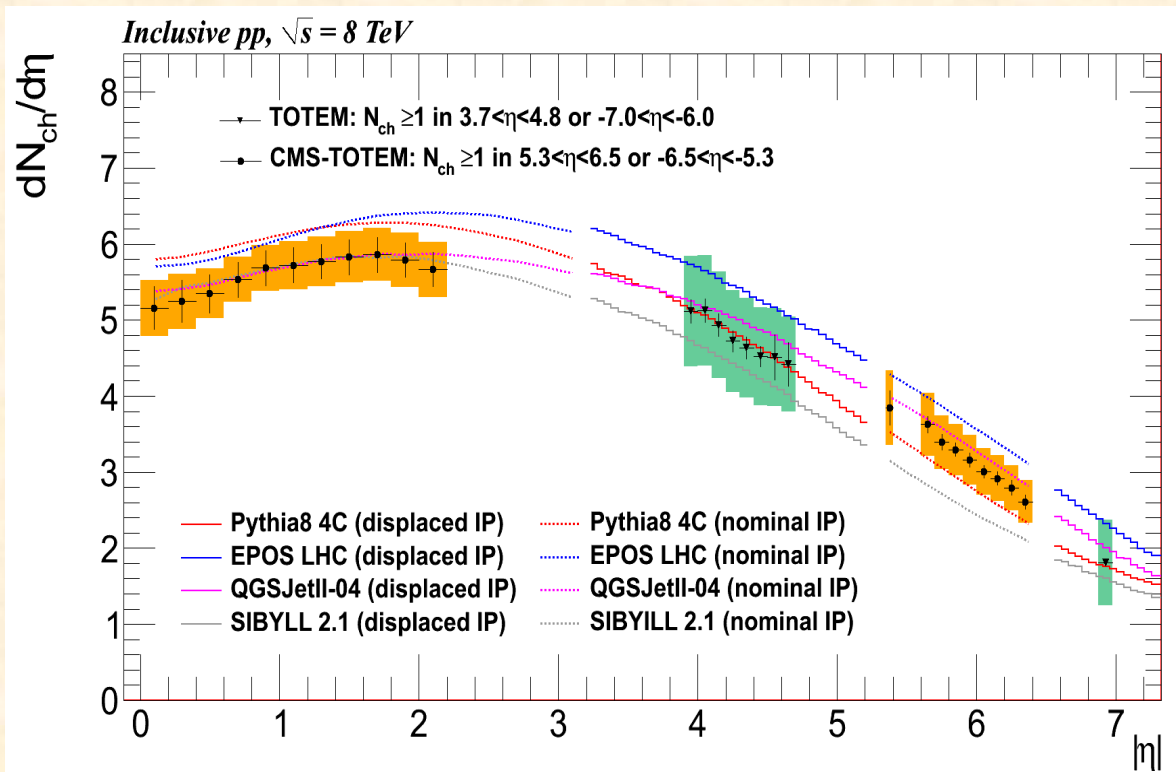 Inclusive pp, √s = 8 TeV
dN_ch/dη
8
7
6
5
4
3
2
1
0
TOTEM: N_ch ≥1 in 3.7<η<4.8 or -7.0<η<-6.0
CMS-TOTEM: N_ch ≥1 in 5.3<η<6.5 or -6.5<η<-5.3
Pythia8 4C (displaced IP)
EPOS LHC (displaced IP)
QGSJetII-04 (displaced IP)
SIBYLL 2.1 (displaced IP)
Pythia8 4C (nominal IP)
EPOS LHC (nominal IP)
QGSJetII-04 (nominal IP)
SIBYILL 2.1 (nominal IP)
0 1 2 3 4 5 6 7
|η|